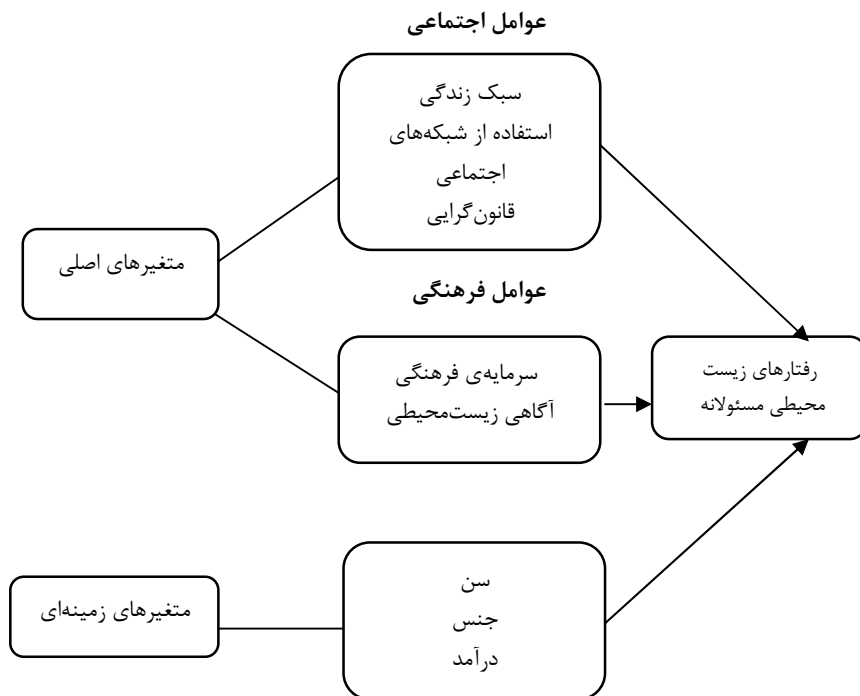 عوامل اجتماعی
سبک زندگی
استفاده از شبکه‌های
اجتماعی
قانون‌گرایی
متغیرهای اصلی
عوامل فرهنگی
سرمایه‌ی فرهنگی
آگاهی زیست‌محیطی
رفتارهای زیست
محیطی مسئولانه
متغیرهای زمینه‌ای
سن
جنس
درآمد